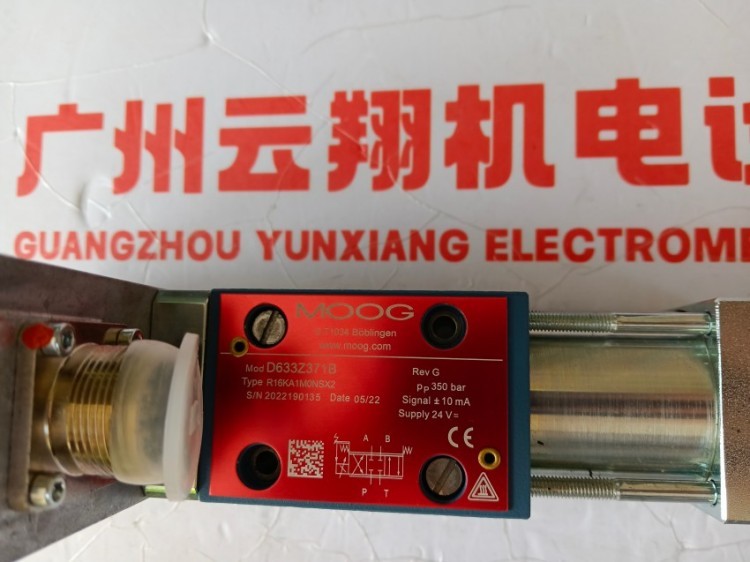 广州云翔机电设
GUANGZHOU YUNXIANG ELECTROME
MOOG
D-71034 Böblingen
www.moog.com
Mod D633Z371B
Type R16KA1M0NSX2
S/N 2022190135 Date 05/22
Rev G
pP 350 bar
Signal ± 10 mA
Supply 24 V⎓
CE
A B
P T